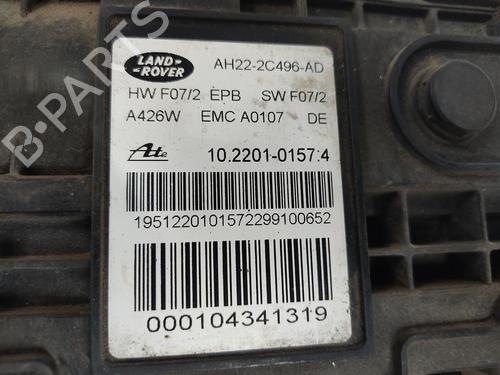 LAND-
-ROVER
AH22-2C496-AD
HW F07/2 EPB SW F07/2
A426W EMC A0107 DE
Ate 10.2201-0157:4
1951220101572299100652
000104341319
B-PARTS